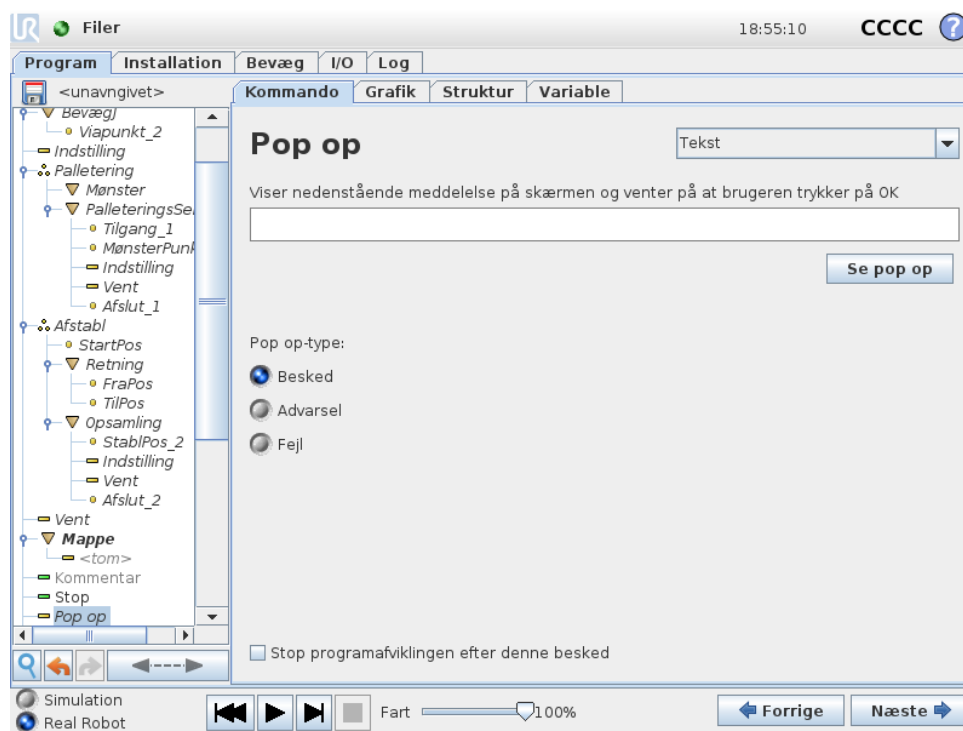 UR Filer 18:55:10 CCCC ?
Program Installation Bevæg I/O Log
<unavngivet>
Kommando Grafik Struktur Variable
BevægJ
Viapunkt_2
Indstilling
Palletering
Mønster
PalleteringsSe
Tilgang_1
MønsterPunk
Indstilling
Vent
Afslut_1
Afstabl
StartPos
Retning
FraPos
TilPos
Opsamling
StablPos_2
Indstilling
Vent
Afslut_2
Vent
Mappe
<tom>
Kommentar
Stop
Pop op
Pop op
Tekst
Viser nedenstående meddelelse på skærmen og venter på at brugeren trykker på OK
Se pop op
Pop op-type:
Besked
Advarsel
Fejl
Stop programafviklingen efter denne besked
Simulation
Real Robot
Fart 100%
Forrige Næste